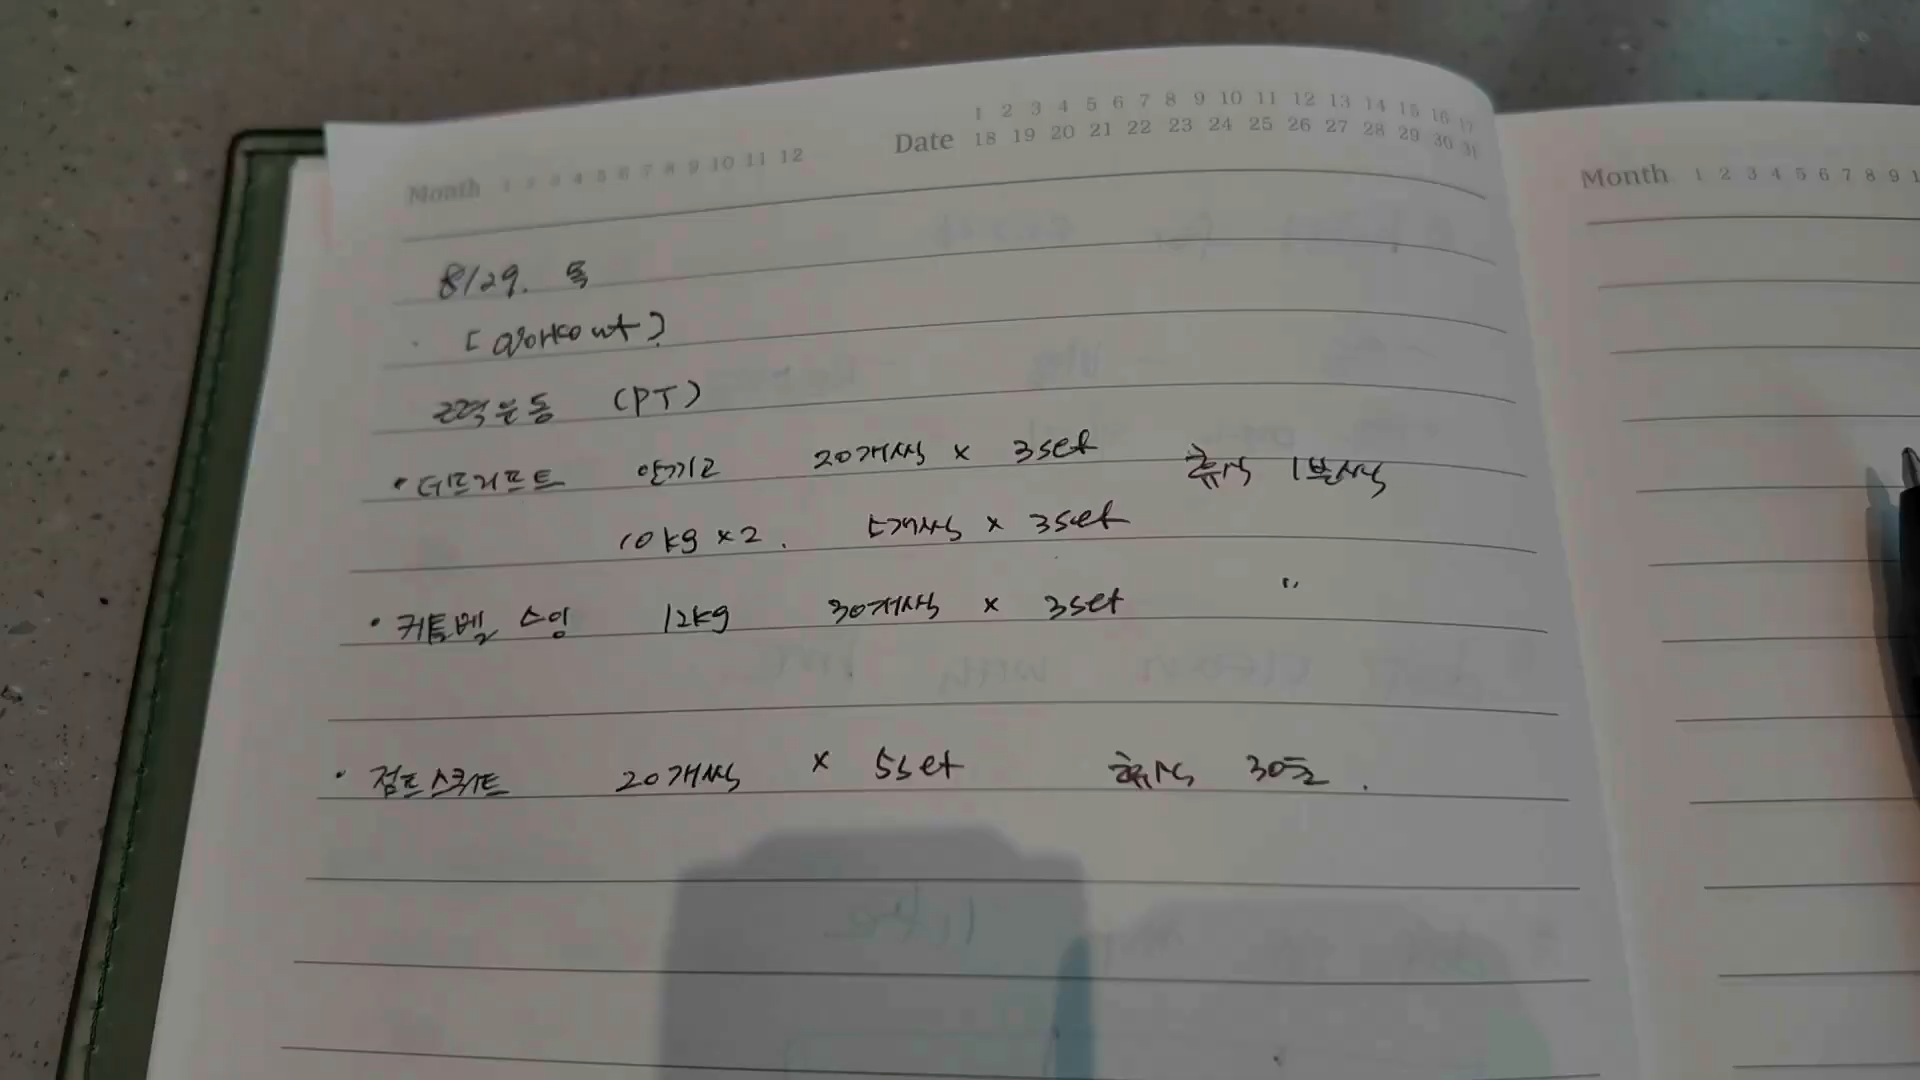 Month 1 2 3 4 5 6 7 8 9 10 11 12
Date 1 2 3 4 5 6 7 8 9 10 11 12 13 14 15 16 17
18 19 20 21 22 23 24 25 26 27 28 29 30 31
8/29. 목
[workout]
근력운동 (PT)
• 데드리프트 안기고 20개씩 x 3set 휴식 1분씩
10kg x 2. 5개씩 x 3set
• 커틀벨 스윙 12kg 30개씩 x 3set "
• 점프스쿼트 20개씩 x 5set 휴식 30초.
Month 1 2 3 4 5 6 7 8 9 1